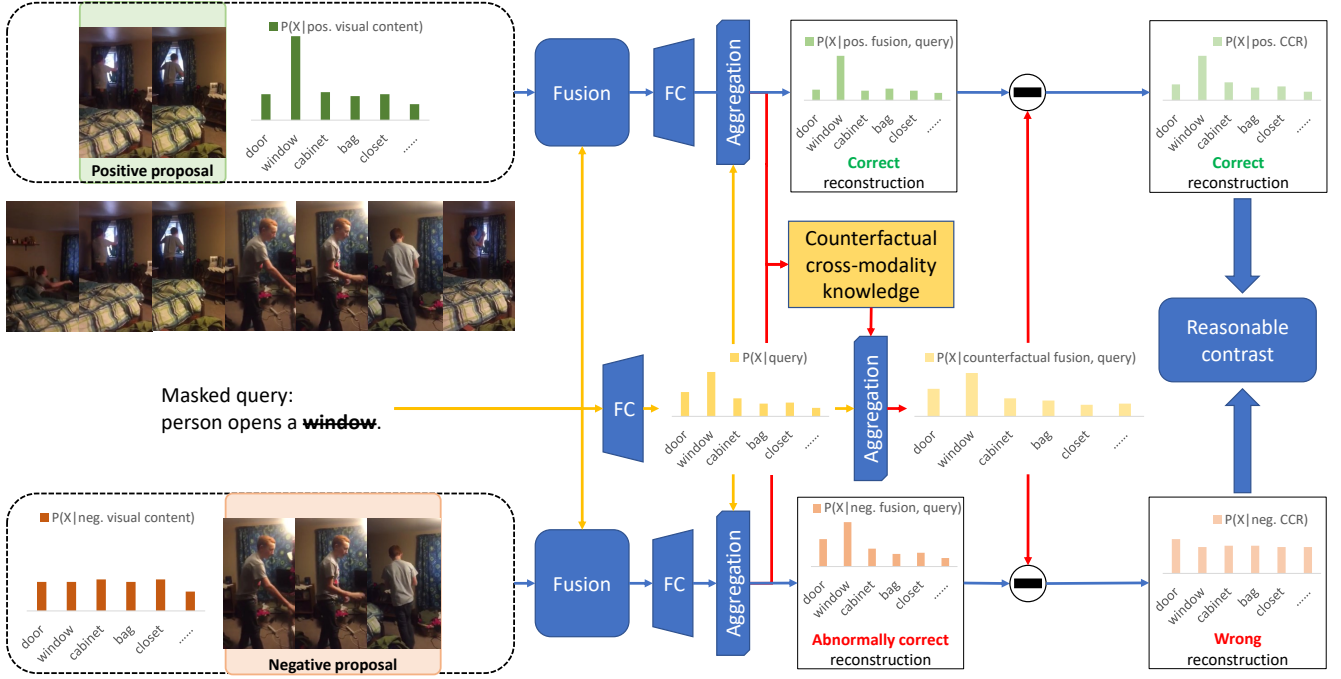 P(X|pos. visual content)
door
window
cabinet
bag
closet
.....
Positive proposal
Fusion
FC
Aggregation
P(X|pos. fusion, query)
door
window
cabinet
bag
closet
.....
Correct
reconstruction
P(X|pos. CCR)
door
window
cabinet
bag
closet
.....
Correct
reconstruction
Counterfactual
cross-modality
knowledge
Reasonable
contrast
Masked query:
person opens a window.
FC
P(X|query)
door
window
cabinet
bag
closet
.....
Aggregation
P(X|counterfactual fusion, query)
door
window
cabinet
bag
closet
.....
P(X|neg. visual content)
door
window
cabinet
bag
closet
.....
Negative proposal
Fusion
FC
Aggregation
P(X|neg. fusion, query)
door
window
cabinet
bag
closet
.....
Abnormally correct
reconstruction
P(X|neg. CCR)
door
window
cabinet
bag
closet
.....
Wrong
reconstruction